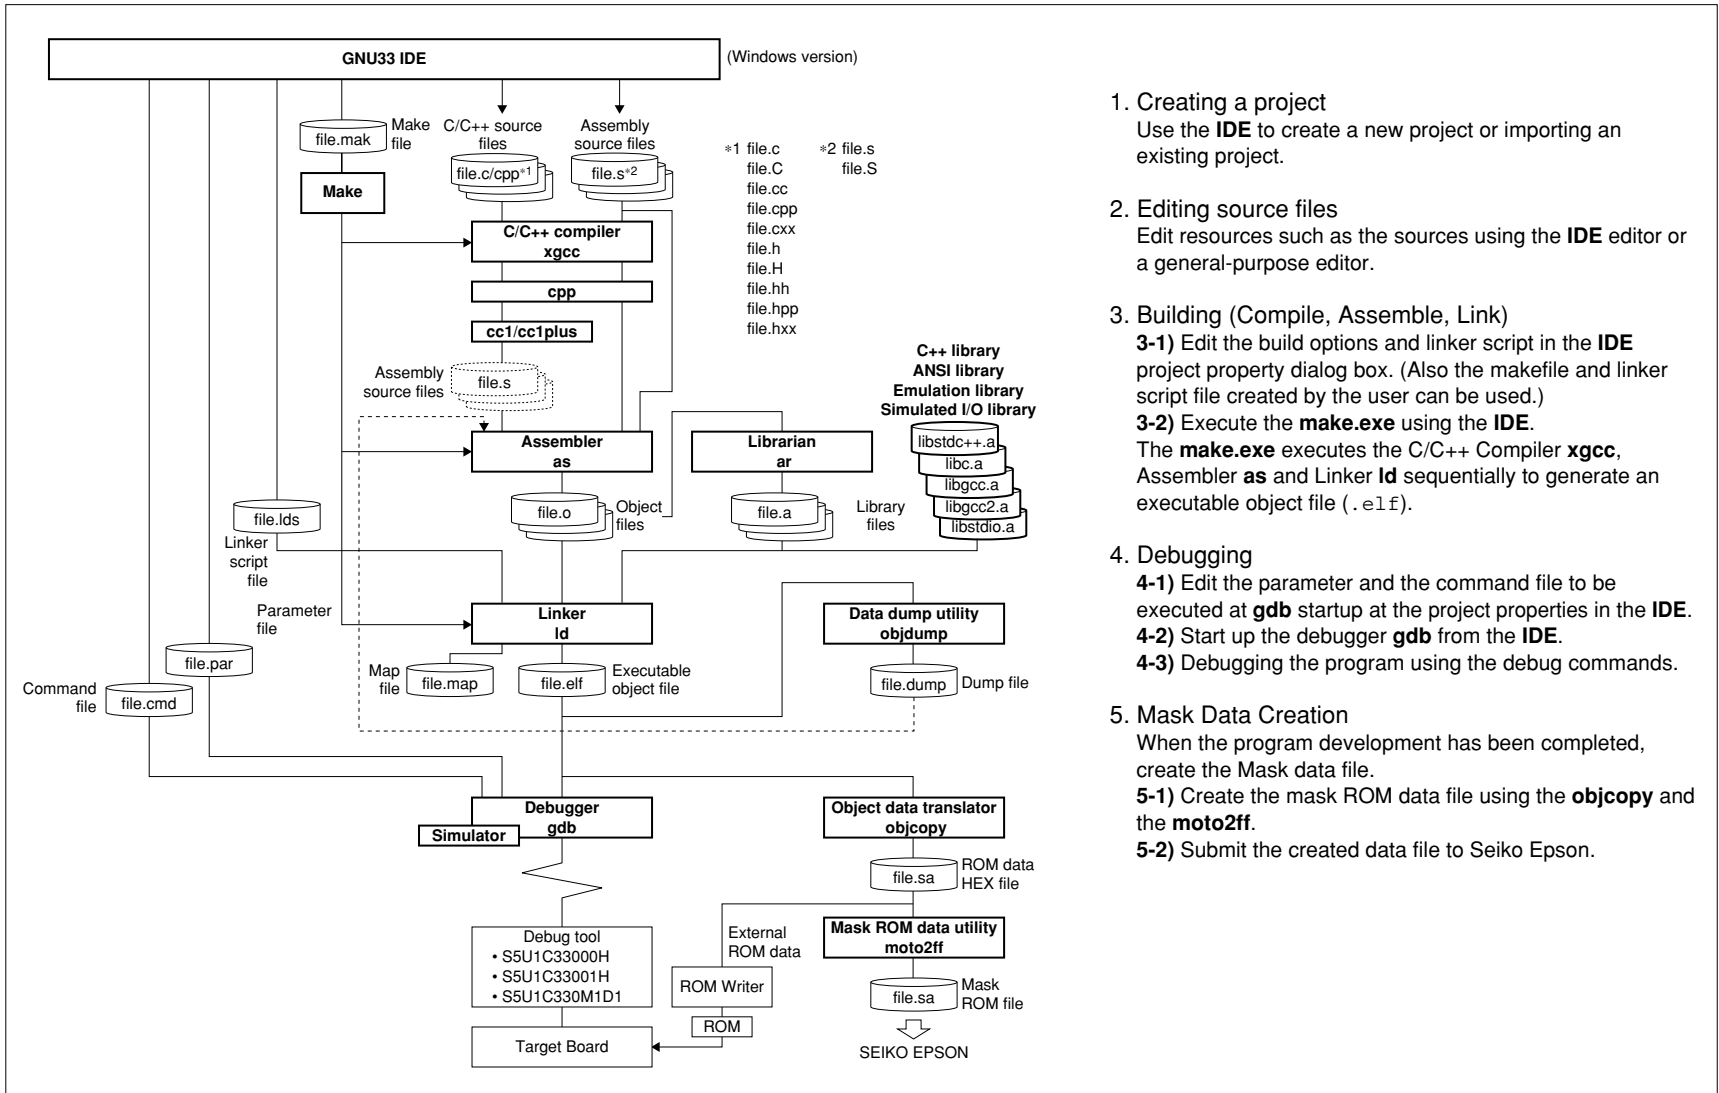 GNU33 IDE
(Windows version)
file.mak
Make
file
C/C++ source
files
Assembly
source files
file.c/cpp*1
file.s*2
*1 file.c
file.C
file.cc
file.cpp
file.cxx
file.h
file.H
file.hh
file.hpp
file.hxx
*2 file.s
file.S
Make
C/C++ compiler
xgcc
cpp
cc1/cc1plus
Assembly
source files
file.s
C++ library
ANSI library
Emulation library
Simulated I/O library
libstdc++.a
libc.a
libgcc.a
libgcc2.a
libstdio.a
Assembler
as
Librarian
ar
file.o
Object
files
file.a
Library
files
file.lds
Linker
script
file
Parameter
file
Linker
ld
Data dump utility
objdump
file.par
Command
file
file.cmd
Map
file
file.map
file.elf
Executable
object file
file.dump
Dump file
Debugger
gdb
Simulator
Object data translator
objcopy
file.sa
ROM data
HEX file
Debug tool
• S5U1C33000H
• S5U1C33001H
• S5U1C330M1D1
External
ROM data
Mask ROM data utility
moto2ff
ROM Writer
file.sa
Mask
ROM file
ROM
Target Board
SEIKO EPSON
1. Creating a project
Use the IDE to create a new project or importing an
existing project.
2. Editing source files
Edit resources such as the sources using the IDE editor or
a general-purpose editor.
3. Building (Compile, Assemble, Link)
3-1) Edit the build options and linker script in the IDE
project property dialog box. (Also the makefile and linker
script file created by the user can be used.)
3-2) Execute the make.exe using the IDE.
The make.exe executes the C/C++ Compiler xgcc,
Assembler as and Linker ld sequentially to generate an
executable object file (.elf).
4. Debugging
4-1) Edit the parameter and the command file to be
executed at gdb startup at the project properties in the IDE.
4-2) Start up the debugger gdb from the IDE.
4-3) Debugging the program using the debug commands.
5. Mask Data Creation
When the program development has been completed,
create the Mask data file.
5-1) Create the mask ROM data file using the objcopy and
the moto2ff.
5-2) Submit the created data file to Seiko Epson.